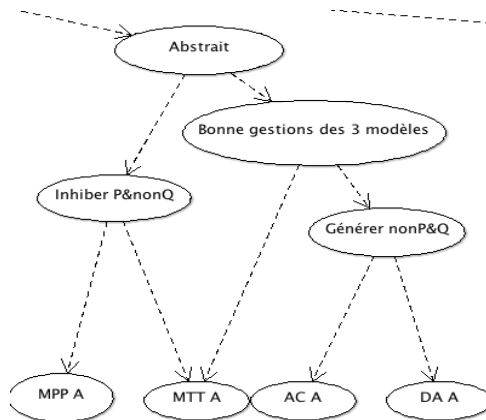 Abstrait
Bonne gestions des 3 modèles
Inhiber P&nonQ
Générer nonP&Q
MPP A
MTT A
AC A
DA A